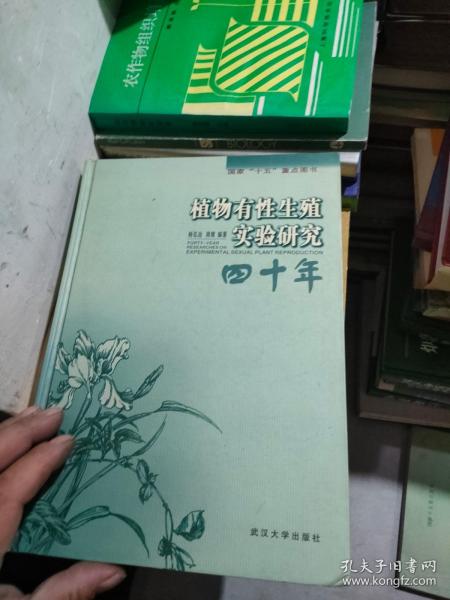 农作物组织
BIOLOGY
国家“十五”重点图书
植物有性生殖
实验研究
杨弘远 周嫦 编著
FORTY-YEAR
RESEARCHES ON
EXPERIMENTAL SEXUAL PLANT REPRODUCTION
四十年
武汉大学出版社
孔夫子旧书网
www.kongfz.com